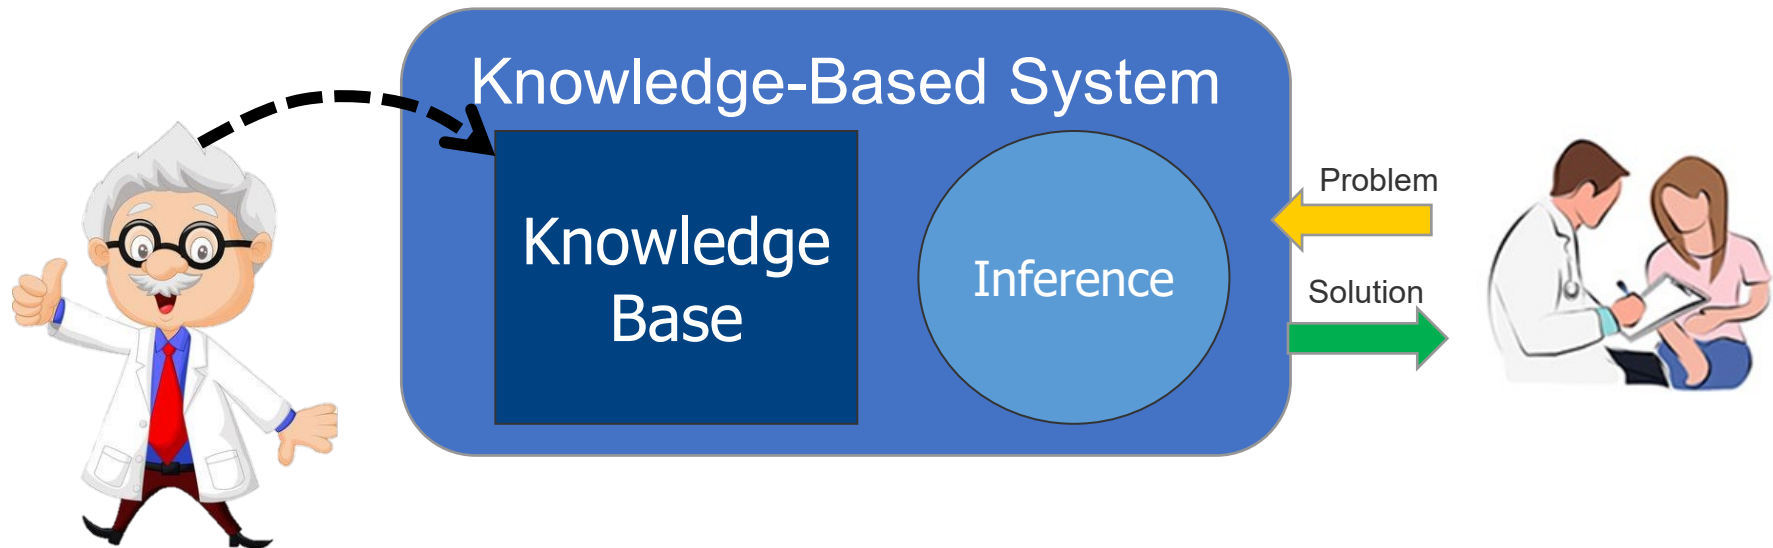 Knowledge-Based System
Knowledge
Base
Inference
Problem
Solution